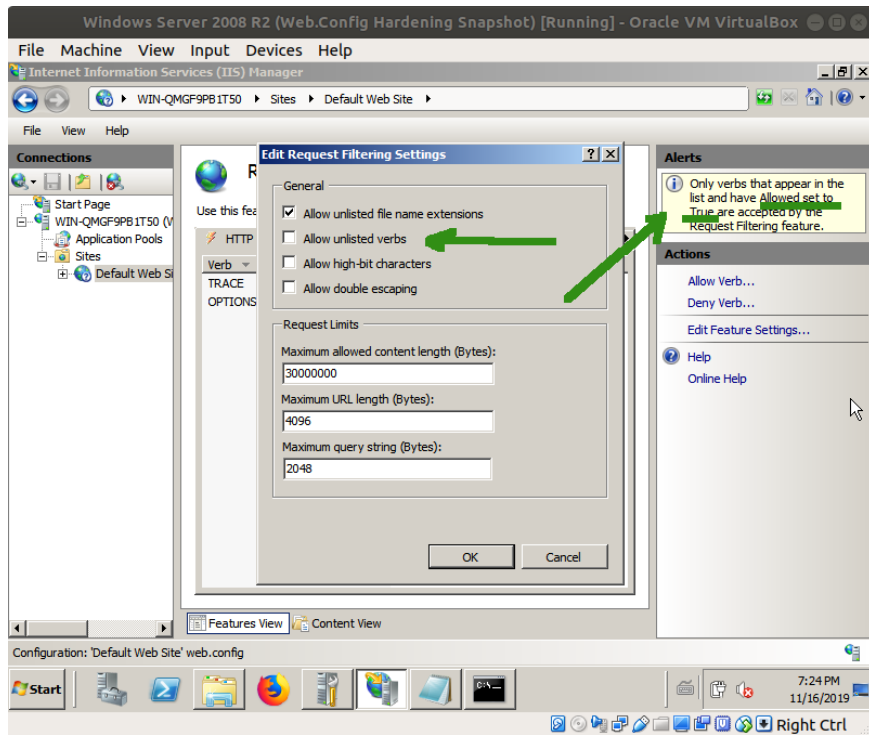 Windows Server 2008 R2 (Web.Config Hardening Snapshot) [Running] - Oracle VM VirtualBox
File Machine View Input Devices Help
Internet Information Services (IIS) Manager
WIN-QMGF9PB1T50 Sites Default Web Site
File View Help
Connections
Start Page
WIN-QMGF9PB1T50 (V
Application Pools
Sites
Default Web Si
R
Use this fea
HTTP
Verb
TRACE
OPTIONS
Edit Request Filtering Settings
General
Allow unlisted file name extensions
Allow unlisted verbs
Allow high-bit characters
Allow double escaping
Request Limits
Maximum allowed content length (Bytes):
30000000
Maximum URL length (Bytes):
4096
Maximum query string (Bytes):
2048
OK Cancel
Alerts
Only verbs that appear in the
list and have Allowed set to
True are accepted by the
Request Filtering feature.
Actions
Allow Verb...
Deny Verb...
Edit Feature Settings...
Help
Online Help
Features View Content View
Configuration: 'Default Web Site' web.config
Start
C:\_
7:24 PM
11/16/2019
Right Ctrl